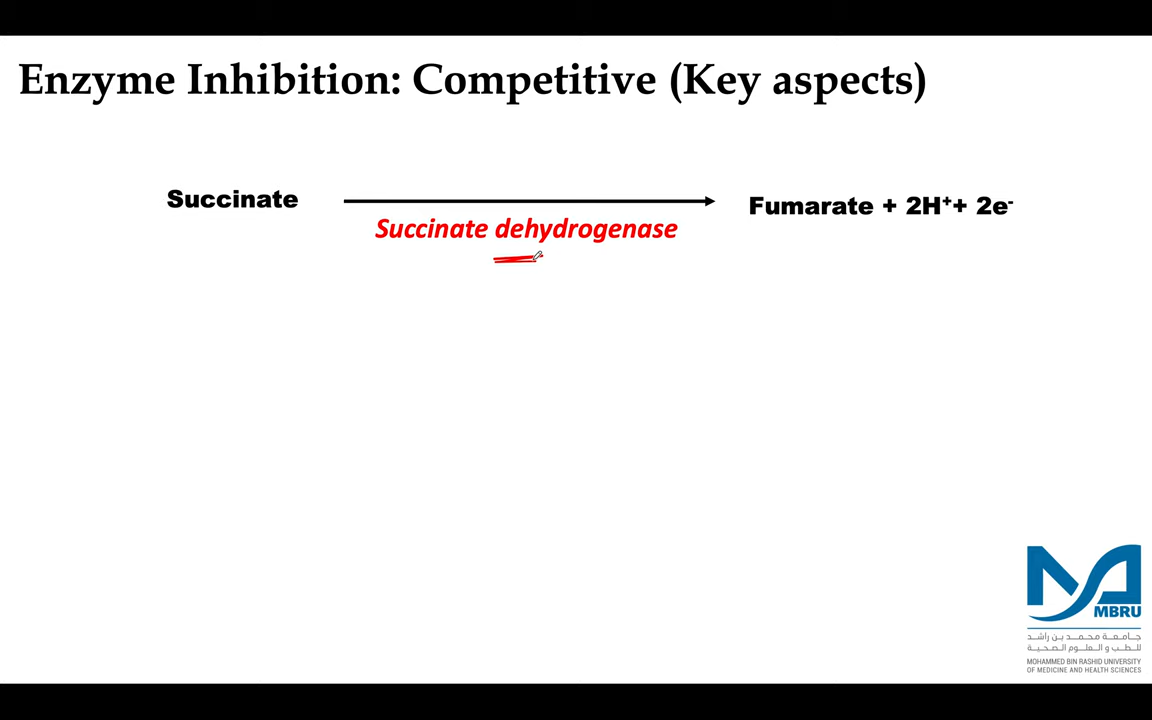 Enzyme Inhibition: Competitive (Key aspects)
Succinate
Fumarate + 2H⁺+ 2e⁻
Succinate dehydrogenase
MBRU
جامعة محمد بن راشد
للطب و العلوم الصحية
MOHAMMED BIN RASHID UNIVERSITY
OF MEDICINE AND HEALTH SCIENCES